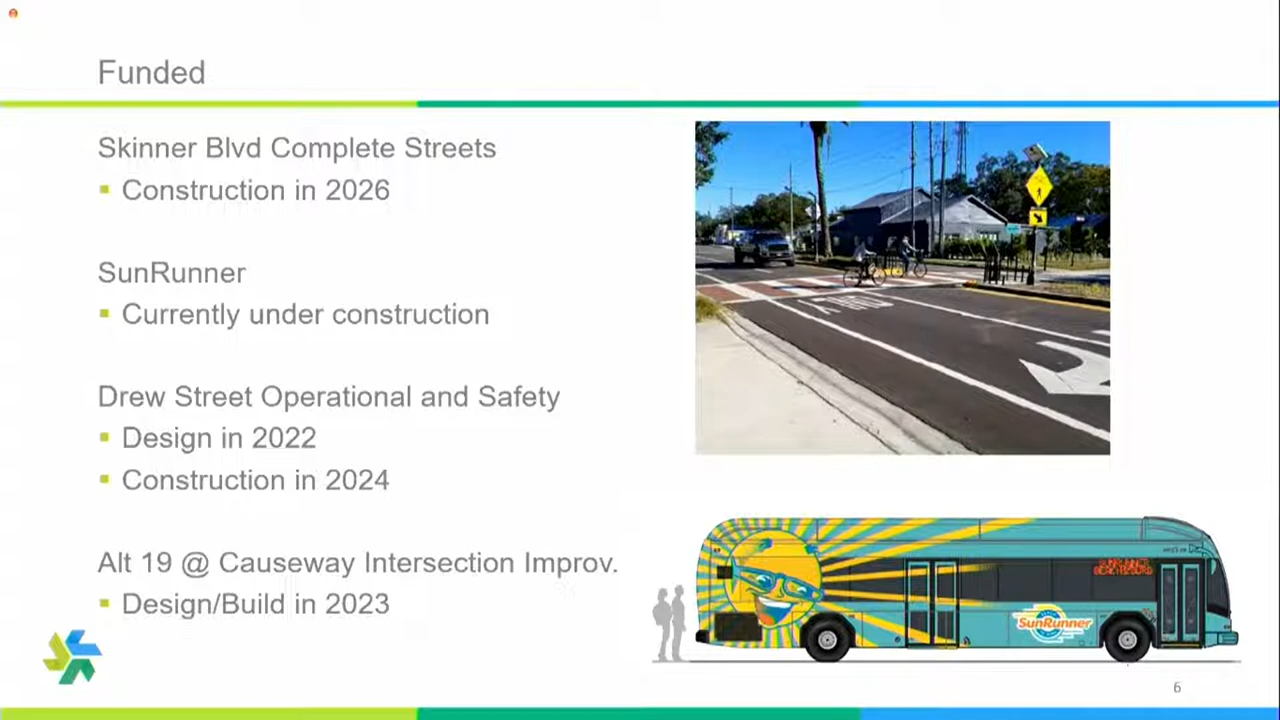 Funded
Skinner Blvd Complete Streets
Construction in 2026
SunRunner
Currently under construction
Drew Street Operational and Safety
Design in 2022
Construction in 2024
Alt 19 @ Causeway Intersection Improv.
Design/Build in 2023
SunRunner
6